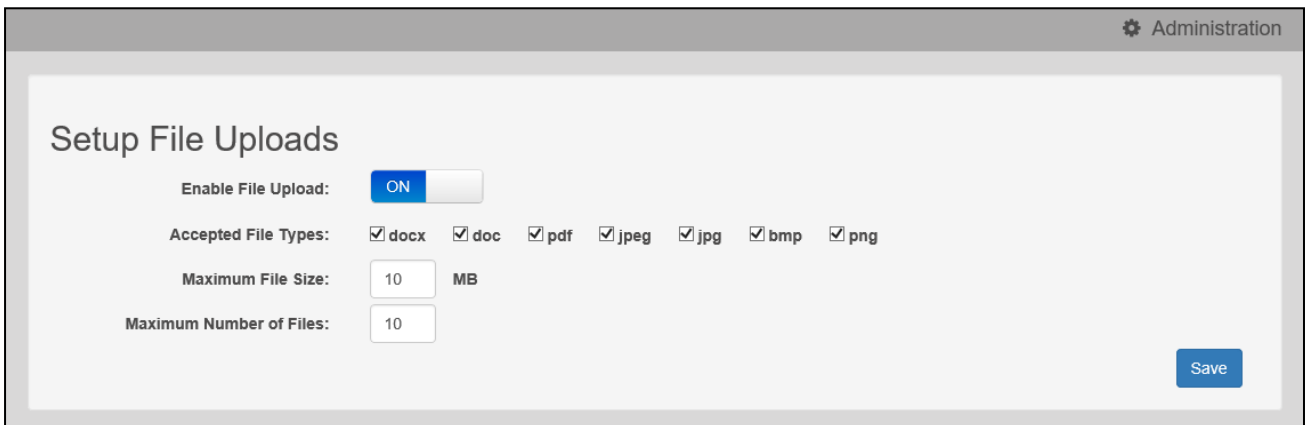 Administration
Setup File Uploads
Enable File Upload: ON
Accepted File Types: docx doc pdf jpeg jpg bmp png
Maximum File Size: 10 MB
Maximum Number of Files: 10
Save